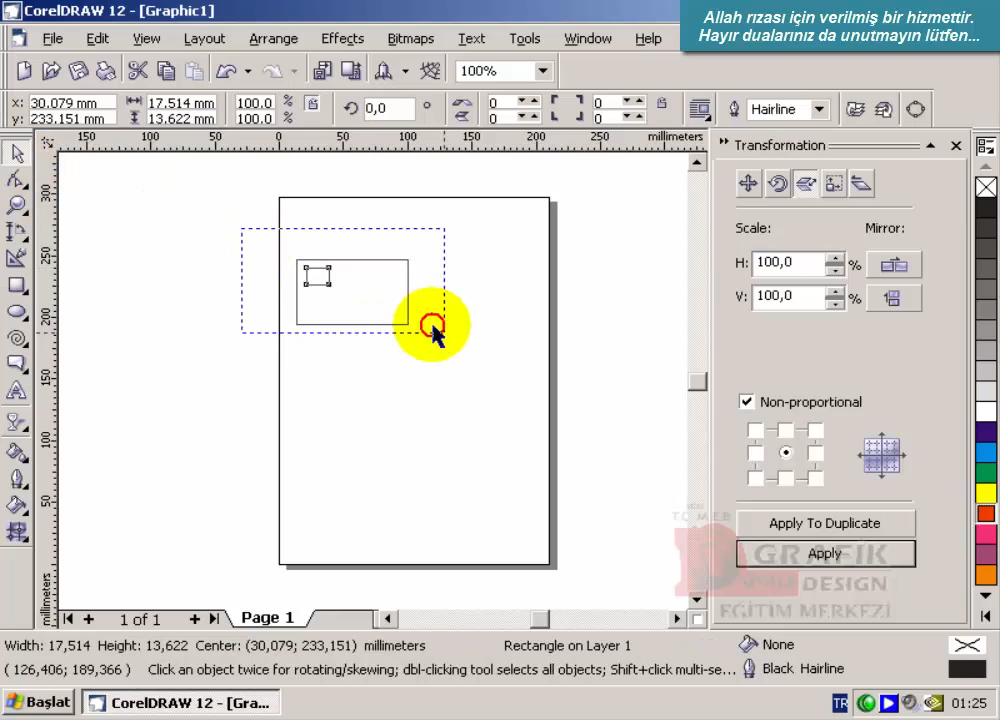 CorelDRAW 12 - [Graphic1]
Allah rızası için verilmiş bir hizmettir.
Hayır dualarınız da unutmayın lütfen...
File Edit View Layout Arrange Effects Bitmaps Text Tools Window Help
100%
x: 30.079 mm 17.514 mm 100.0 % 0,0 ° 0 0 Hairline
y: 233.151 mm 13.622 mm 100.0 % 0 0
150 100 50 0 50 100 150 200 250 millimeters
300
250
200
150
100
50
millimeters
Transformation
Scale: Mirror:
H: 100,0 %
V: 100,0 %
Non-proportional
Apply To Duplicate
Apply
GRAFIK
DESIGN
EĞİTİM MERKEZİ
1 of 1 Page 1
Width: 17,514 Height: 13,622 Center: (30,079; 233,151) millimeters Rectangle on Layer 1 None
( 126,406; 189,366 ) Click an object twice for rotating/skewing; dbl-clicking tool selects all objects; Shift+click multi-se... Black Hairline
Başlat CorelDRAW 12 - [Gra... TR 01:25